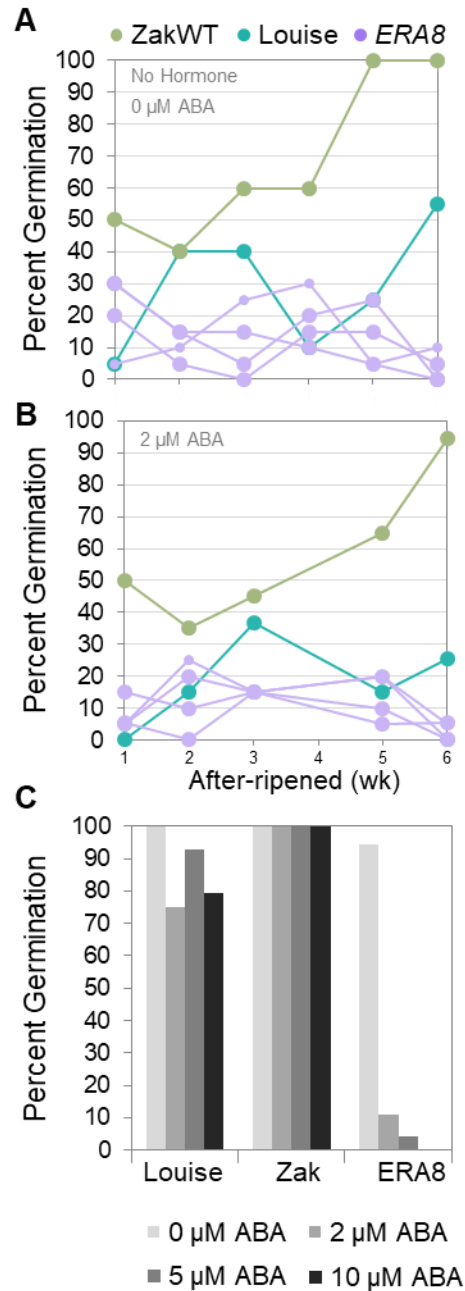 A
ZakWT Louise ERA8
No Hormone
0 µM ABA
Percent Germination
100
90
80
70
60
50
40
30
20
10
0
B
2 µM ABA
Percent Germination
100
90
80
70
60
50
40
30
20
10
0
1 2 3 4 5 6
After-ripened (wk)
C
Percent Germination
100
90
80
70
60
50
40
30
20
10
0
Louise Zak ERA8
0 µM ABA 2 µM ABA
5 µM ABA 10 µM ABA